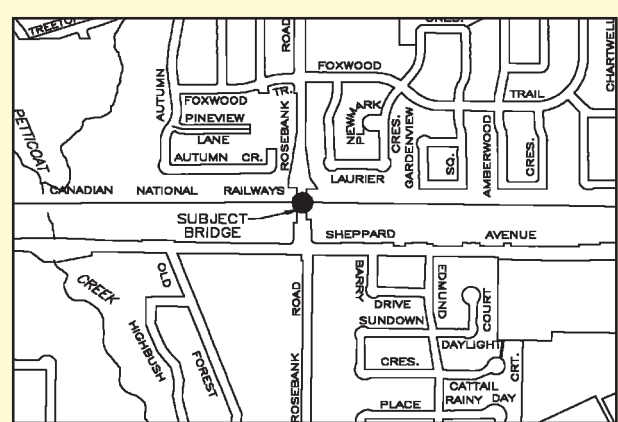 TREETOP
CRES.
ROAD
CHARTWELL
FOXWOOD
AUTUMN
FOXWOOD TR.
TRAIL
PINEVIEW
LANE
AUTUMN CR.
ROSEBANK
NEWMARK
PL.
CRES.
GARDENVIEW
SQ.
AMBERWOOD
CRES.
PETTICOAT
LAURIER
CANADIAN NATIONAL RAILWAYS
SUBJECT
BRIDGE
SHEPPARD AVENUE
OLD
CREEK
ROAD
BARRY
EDMUND
DRIVE
COURT
SUNDOWN
HIGHBUSH
FOREST
DAYLIGHT
CRT.
CRES.
ROSEBANK
CATTAIL
PLACE
RAINY DAY